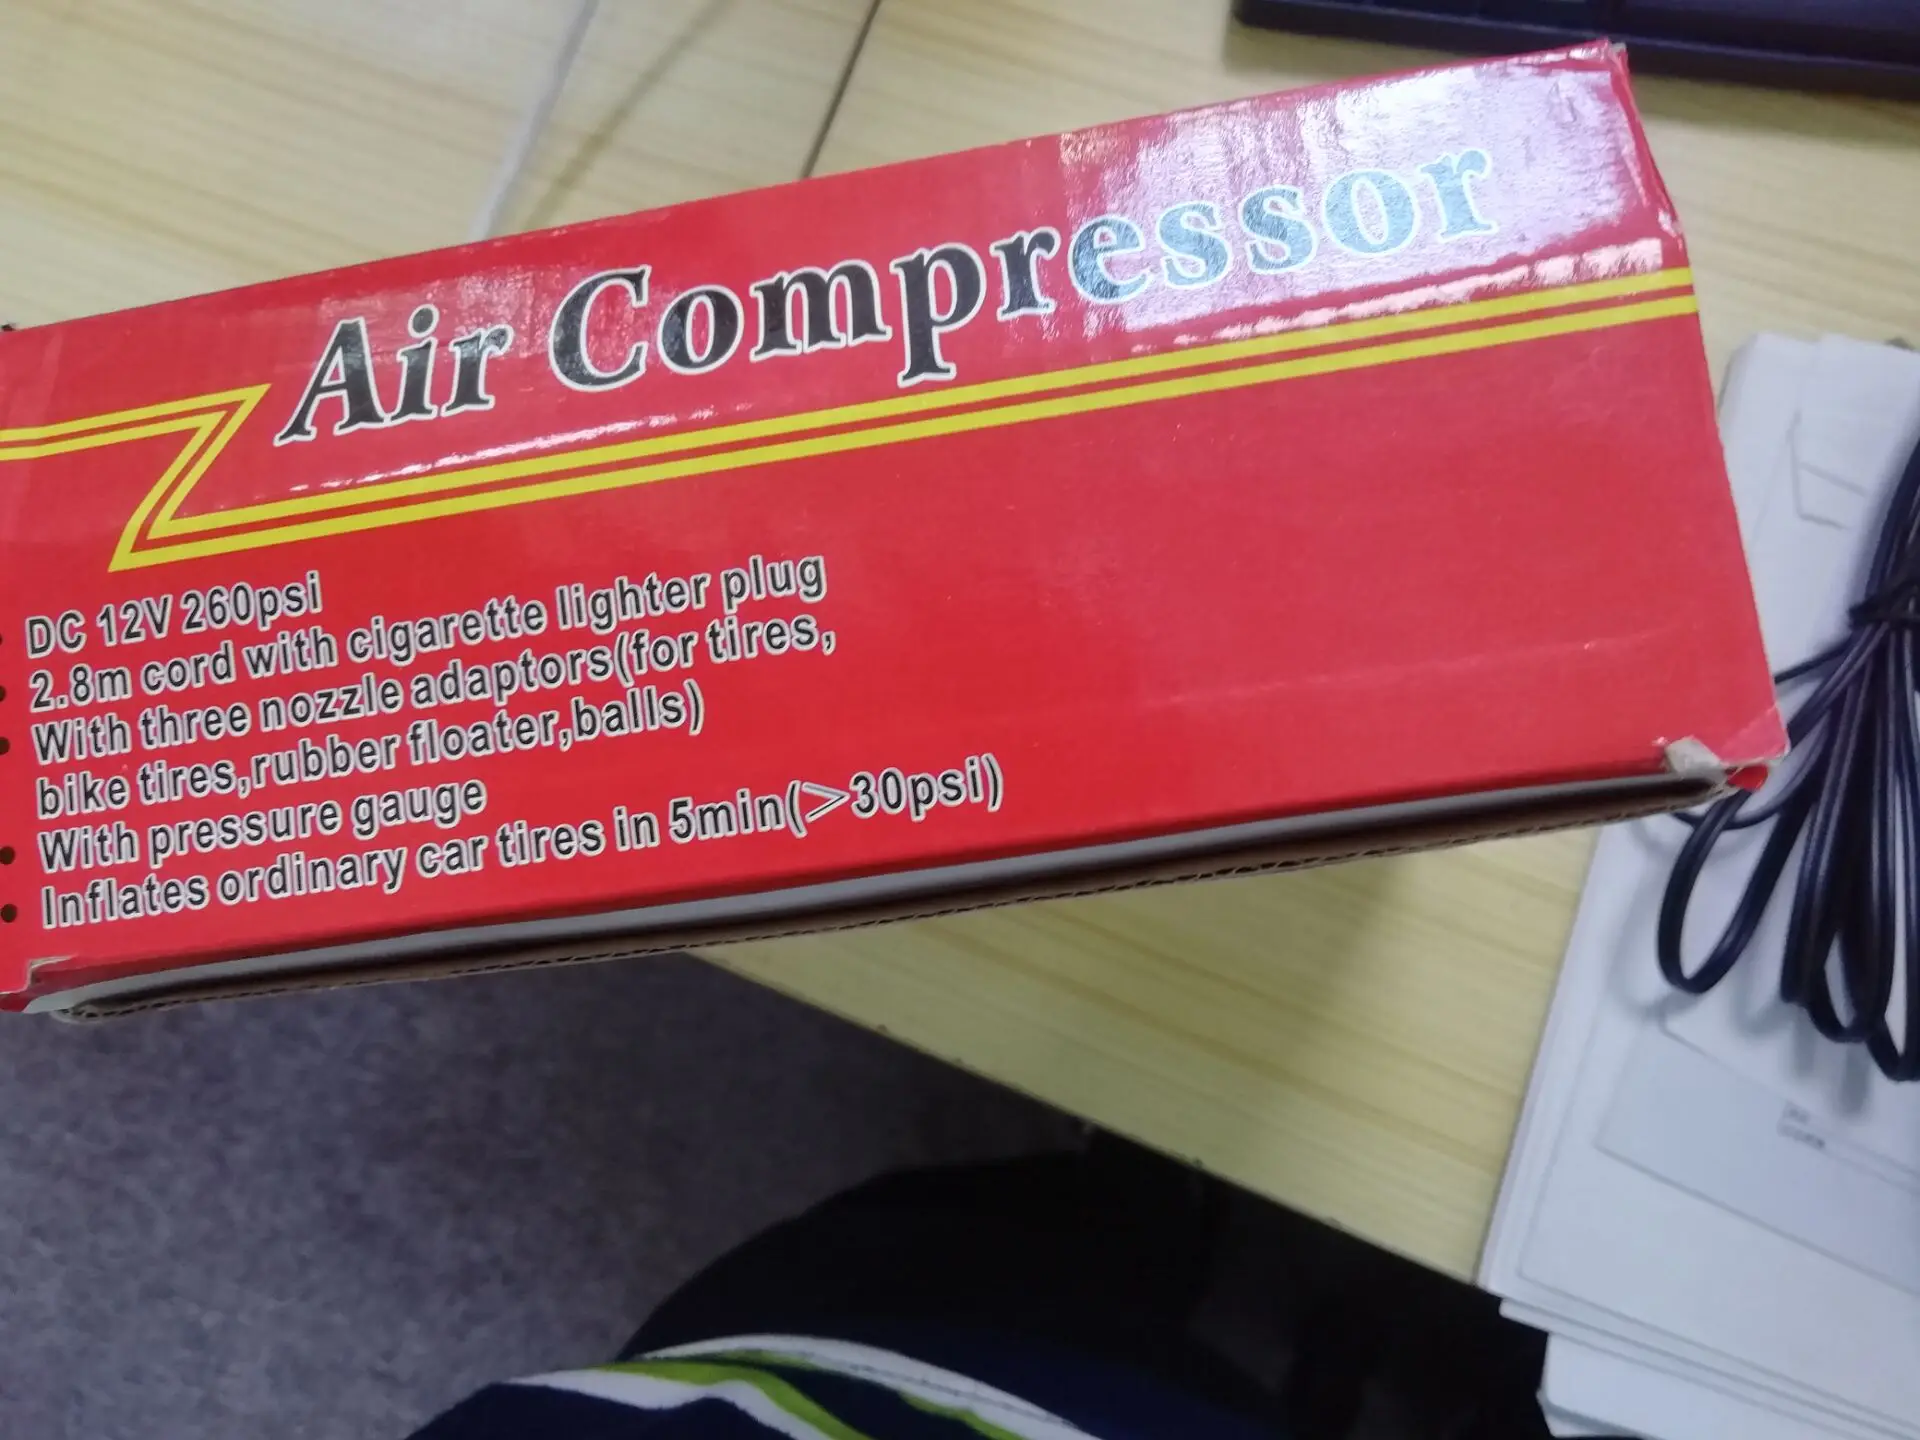 Air Compressor
• DC 12V 260psi
• 2.8m cord with cigarette lighter plug
• With three nozzle adaptors(for tires,
bike tires,rubber floater,balls)
• With pressure gauge
• Inflates ordinary car tires in 5min(>30psi)